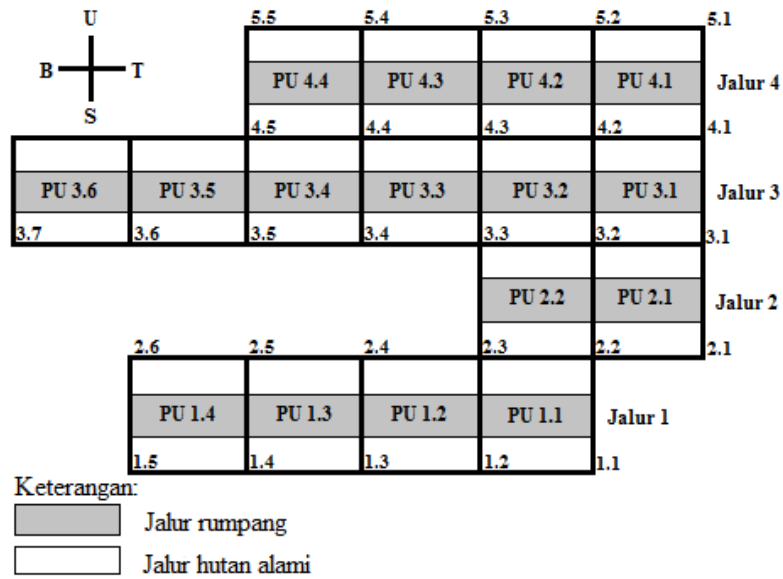 U
B T
S
5.5 5.4 5.3 5.2 5.1
PU 4.4 PU 4.3 PU 4.2 PU 4.1 Jalur 4
4.5 4.4 4.3 4.2 4.1
PU 3.6 PU 3.5 PU 3.4 PU 3.3 PU 3.2 PU 3.1 Jalur 3
3.7 3.6 3.5 3.4 3.3 3.2 3.1
PU 2.2 PU 2.1 Jalur 2
2.6 2.5 2.4 2.3 2.2 2.1
PU 1.4 PU 1.3 PU 1.2 PU 1.1 Jalur 1
1.5 1.4 1.3 1.2 1.1
Keterangan:
Jalur rumpang
Jalur hutan alami